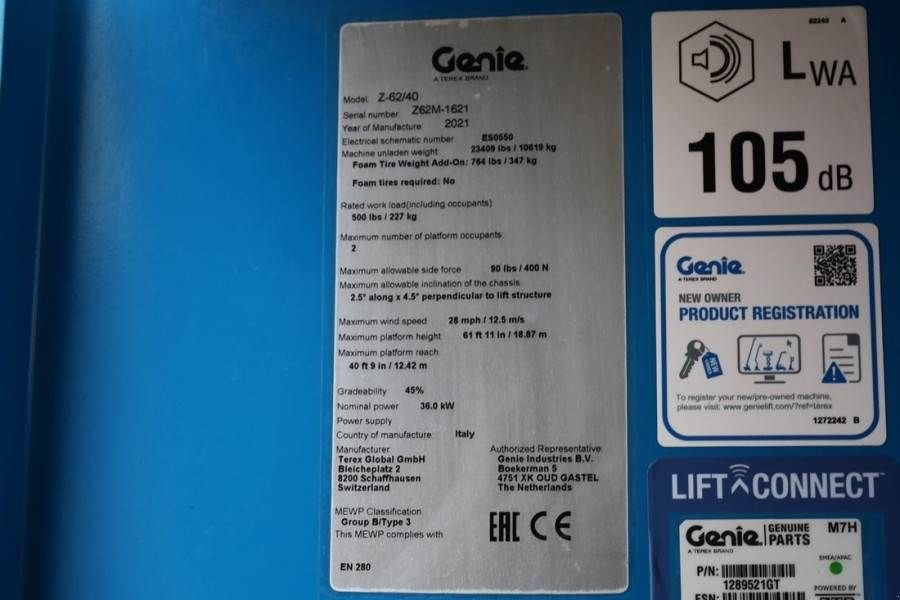 Genie
A TEREX BRAND
Model: Z-62/40
Serial number: Z62M-1621
Year of Manufacture: 2021
Electrical schematic number: ES0550
Machine unladen weight: 23409 lbs / 10619 kg
Foam Tire Weight Add-On: 764 lbs / 347 kg
Foam tires required: No
Rated work load(including occupants)
500 lbs / 227 kg
Maximum number of platform occupants
2
Maximum allowable side force 90 lbs / 400 N
Maximum allowable inclination of the chassis
2.5° along x 4.5° perpendicular to lift structure
Maximum wind speed 28 mph / 12.5 m/s
Maximum platform height 61 ft 11 in / 18.87 m
Maximum platform reach
40 ft 9 in / 12.42 m
Gradeability 45%
Nominal power 36.0 kW
Power supply
Country of manufacture Italy
Manufacturer
Terex Global GmbH
Bleicheplatz 2
8200 Schaffhausen
Switzerland
Authorized Representative:
Genie Industries B.V.
Boekerman 5
4751 XK OUD GASTEL
The Netherlands
MEWP Classification
Group B/Type 3
This MEWP complies with
EN 280
EAC CE
82240 A
LWA
105 dB
Genie
A TEREX BRAND
NEW OWNER
PRODUCT REGISTRATION
To register your new/pre-owned machine,
please visit: www.genielift.com/?ref=terex
1272242 B
LIFT CONNECT
Genie
A TEREX BRAND
GENUINE
PARTS
M7H
EMEA/APAC
P/N:
1289521GT
POWERED BY
ESN: